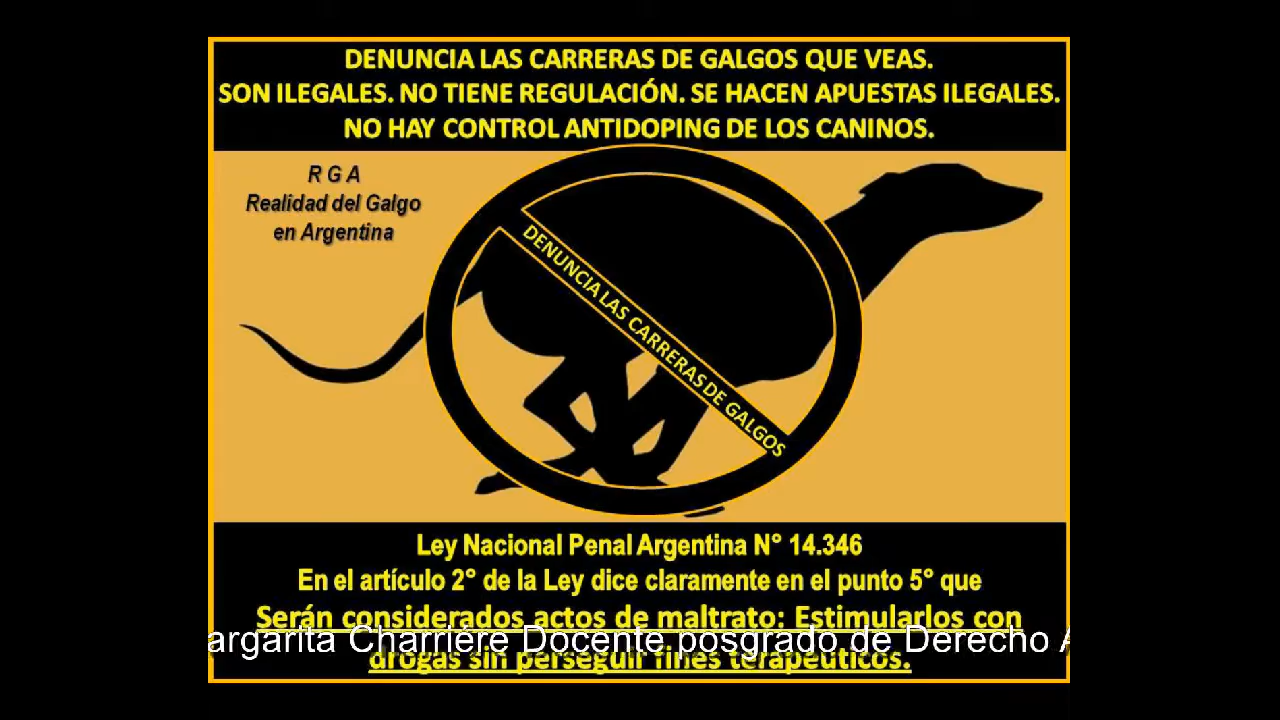 DENUNCIA LAS CARRERAS DE GALGOS QUE VEAS.
SON ILEGALES. NO TIENE REGULACIÓN. SE HACEN APUESTAS ILEGALES.
NO HAY CONTROL ANTIDOPING DE LOS CANINOS.
R G A
Realidad del Galgo
en Argentina
DENUNCIA LAS CARRERAS DE GALGOS
Ley Nacional Penal Argentina N° 14.346
En el artículo 2° de la Ley dice claramente en el punto 5° que
Serán considerados actos de maltrato: Estimularlos con
argarita Charriére Docente posgrado de Derecho A
drogas sin perseguir fines terapéuticos.